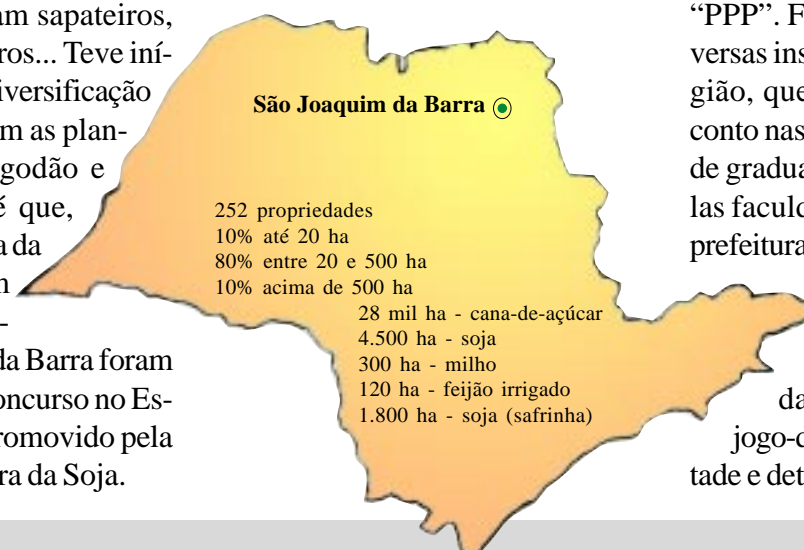 am sapateiros,
ros... Teve iní-
iversificação
m as plan-
godão e
é que,
a da
m
-
da Barra foram
oncurso no Es-
romovido pela
ra da Soja.
São Joaquim da Barra
252 propriedades
10% até 20 ha
80% entre 20 e 500 ha
10% acima de 500 ha
28 mil ha - cana-de-açúcar
4.500 ha - soja
300 ha - milho
120 ha - feijão irrigado
1.800 ha - soja (safrinha)
“PPP”. F
versas ins
gião, que
conto nas
de gradua
las faculd
prefeitura
da
jogo-d
tade e det